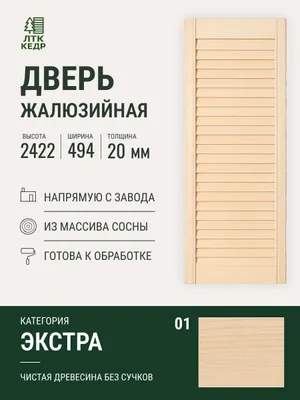 ЛТК
КЕДР
ДВЕРЬ
ЖАЛЮЗИЙНАЯ
ВЫСОТА ШИРИНА ТОЛЩИНА
2422 494 20 мм
НАПРЯМУЮ С ЗАВОДА
ИЗ МАССИВА СОСНЫ
ГОТОВА К ОБРАБОТКЕ
КАТЕГОРИЯ
ЭКСТРА
01
ЧИСТАЯ ДРЕВЕСИНА БЕЗ СУЧКОВ